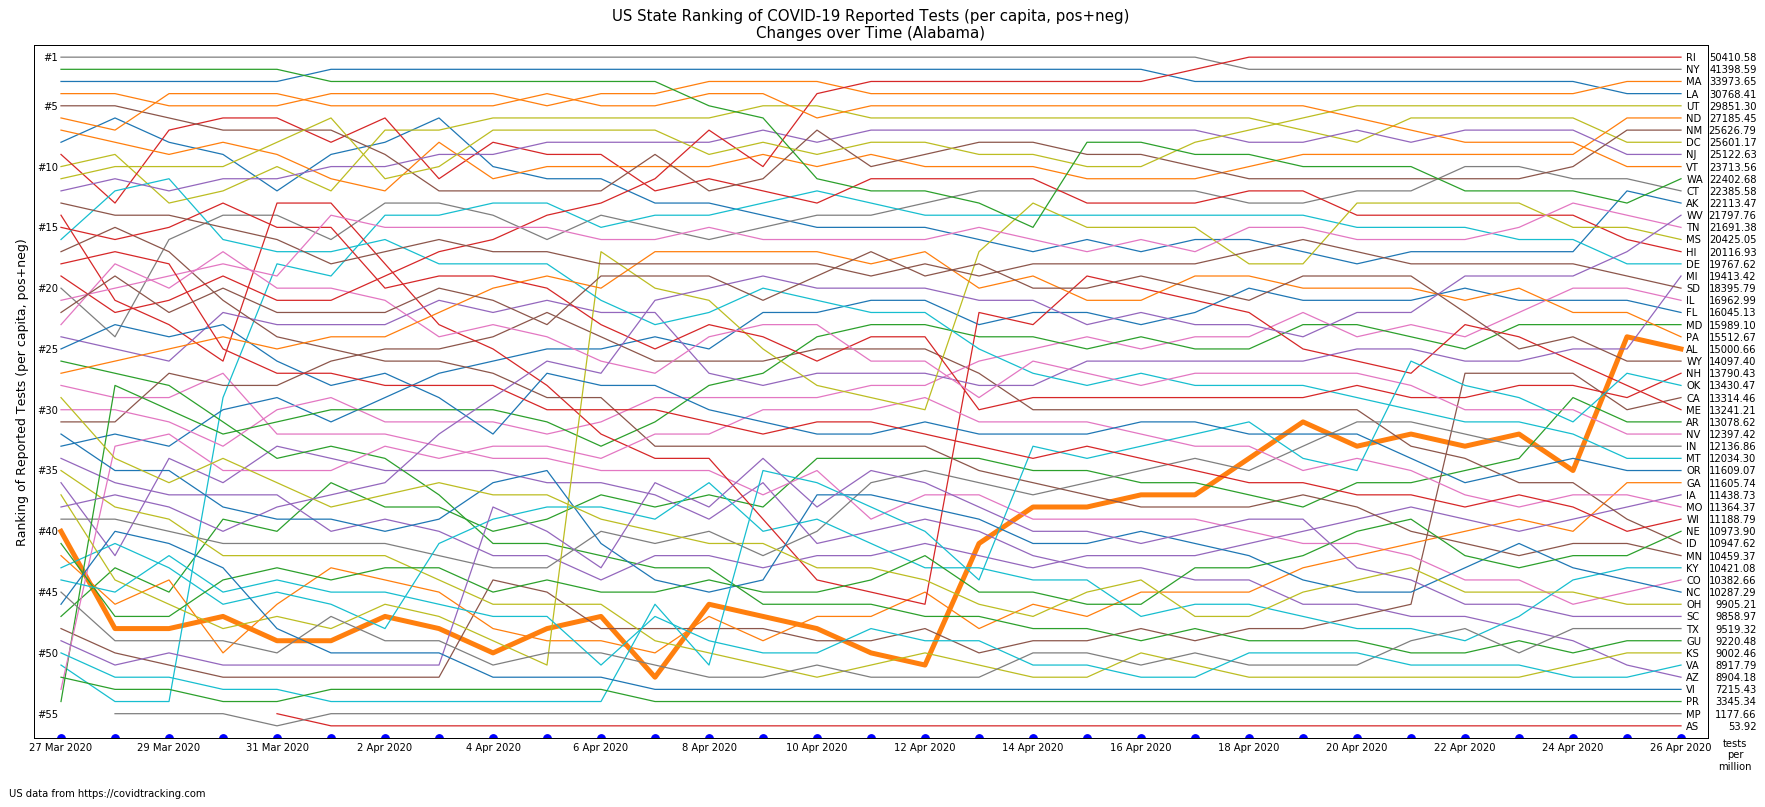 US State Ranking of COVID-19 Reported Tests (per capita, pos+neg)
Changes over Time (Alabama)
Ranking of Reported Tests (per capita, pos+neg)
#1
#5
#10
#15
#20
#25
#30
#35
#40
#45
#50
#55
RI 50410.58
NY 41398.59
MA 33973.65
LA 30768.41
UT 29851.30
ND 27185.45
NM 25626.79
DC 25601.17
NJ 25122.63
VT 23713.56
WA 22402.68
CT 22385.58
AK 22113.47
WV 21797.76
TN 21691.38
MS 20425.05
HI 20116.93
DE 19767.62
MI 19413.42
SD 18395.79
IL 16962.99
FL 16045.13
MD 15989.10
PA 15512.67
AL 15000.66
WY 14097.40
NH 13790.43
OK 13430.47
CA 13314.46
ME 13241.21
AR 13078.62
NV 12397.42
IN 12136.86
MT 12034.30
OR 11609.07
GA 11605.74
IA 11438.73
MO 11364.37
WI 11188.79
NE 10973.90
ID 10947.62
MN 10459.37
KY 10421.08
CO 10382.66
NC 10287.29
OH 9905.21
SC 9858.97
TX 9519.32
GU 9220.48
KS 9002.46
VA 8917.79
AZ 8904.18
VI 7215.43
PR 3345.34
MP 1177.66
AS 53.92
27 Mar 2020 29 Mar 2020 31 Mar 2020 2 Apr 2020 4 Apr 2020 6 Apr 2020 8 Apr 2020 10 Apr 2020 12 Apr 2020 14 Apr 2020 16 Apr 2020 18 Apr 2020 20 Apr 2020 22 Apr 2020 24 Apr 2020 26 Apr 2020
tests
per
million
US data from https://covidtracking.com